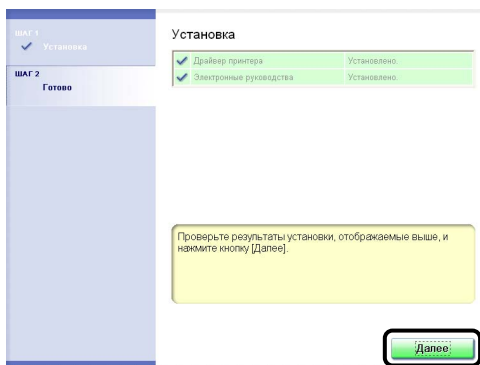 ШАГ 1
Установка
ШАГ 2
Готово
Установка
Драйвер принтера Установлено.
Электронные руководства Установлено.
Проверьте результаты установки, отображаемые выше, и
нажмите кнопку [Далее].
Далее